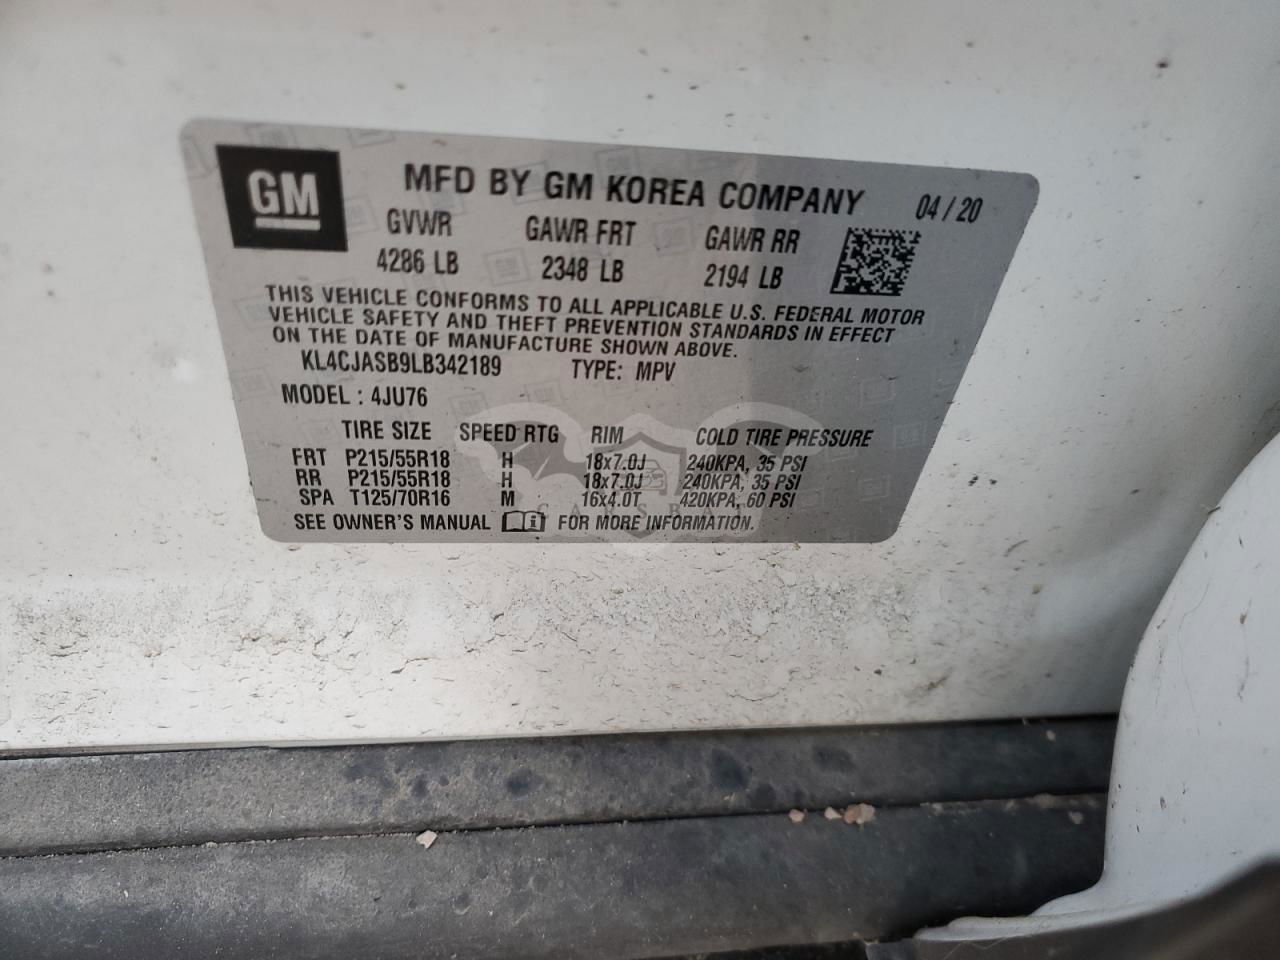 GM
MFD BY GM KOREA COMPANY 04 / 20
GVWR GAWR FRT GAWR RR
4286 LB 2348 LB 2194 LB
THIS VEHICLE CONFORMS TO ALL APPLICABLE U.S. FEDERAL MOTOR
VEHICLE SAFETY AND THEFT PREVENTION STANDARDS IN EFFECT
ON THE DATE OF MANUFACTURE SHOWN ABOVE.
KL4CJASB9LB342189 TYPE: MPV
MODEL : 4JU76
TIRE SIZE SPEED RTG RIM COLD TIRE PRESSURE
FRT P215/55R18 H 18x7.0J 240KPA, 35 PSI
RR P215/55R18 H 18x7.0J 240KPA, 35 PSI
SPA T125/70R16 M 16x4.0T 420KPA, 60 PSI
CARSBAT
SEE OWNER'S MANUAL FOR MORE INFORMATION.